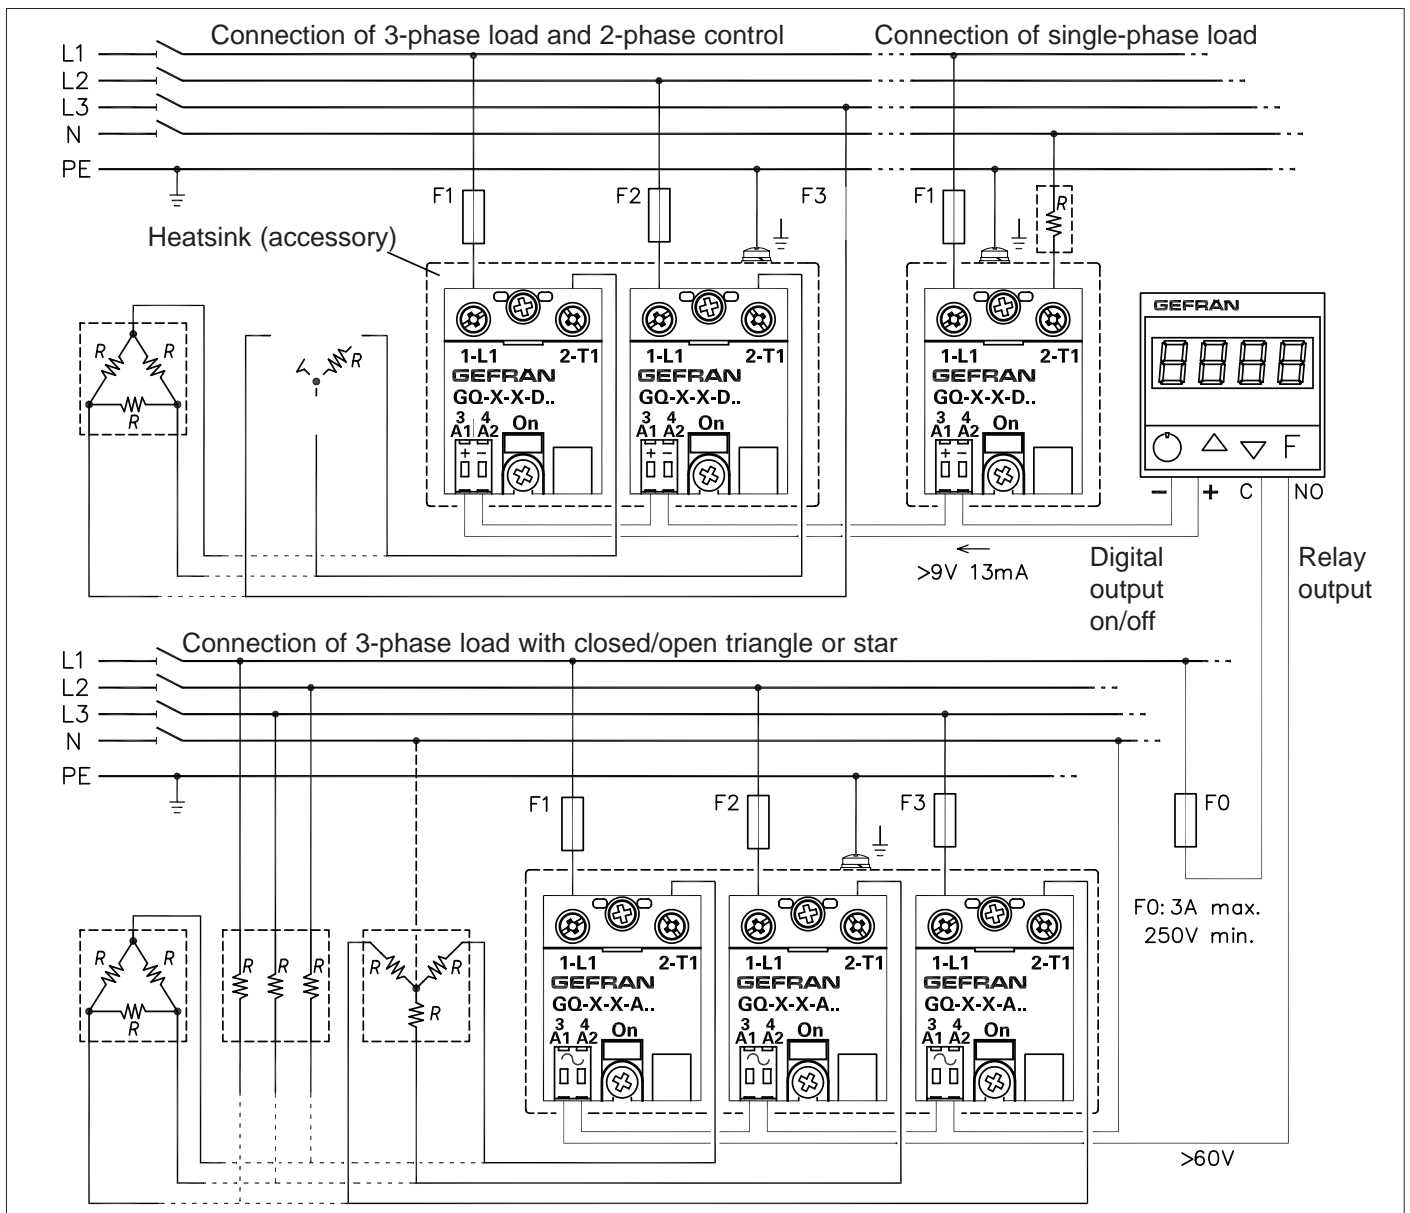 Connection of 3-phase load and 2-phase control
Connection of single-phase load
L1
L2
L3
N
PE
F1
F2
F3
F1
R
Heatsink (accessory)
R
R
R
R
1-L1 2-T1
GEFRAN
GQ-X-X-D..
3 4
A1 A2
On
+ −
1-L1 2-T1
GEFRAN
GQ-X-X-D..
3 4
A1 A2
On
+ −
1-L1 2-T1
GEFRAN
GQ-X-X-D..
3 4
A1 A2
On
+ −
GEFRAN
8888
F
− + C NO
>9V 13mA
Digital
output
on/off
Relay
output
Connection of 3-phase load with closed/open triangle or star
L1
L2
L3
N
PE
F1
F2
F3
F0
F0: 3A max.
250V min.
R
R
R
R
R
R
R
R
R
1-L1 2-T1
GEFRAN
GQ-X-X-A..
3 4
A1 A2
On
1-L1 2-T1
GEFRAN
GQ-X-X-A..
3 4
A1 A2
On
1-L1 2-T1
GEFRAN
GQ-X-X-A..
3 4
A1 A2
On
>60V